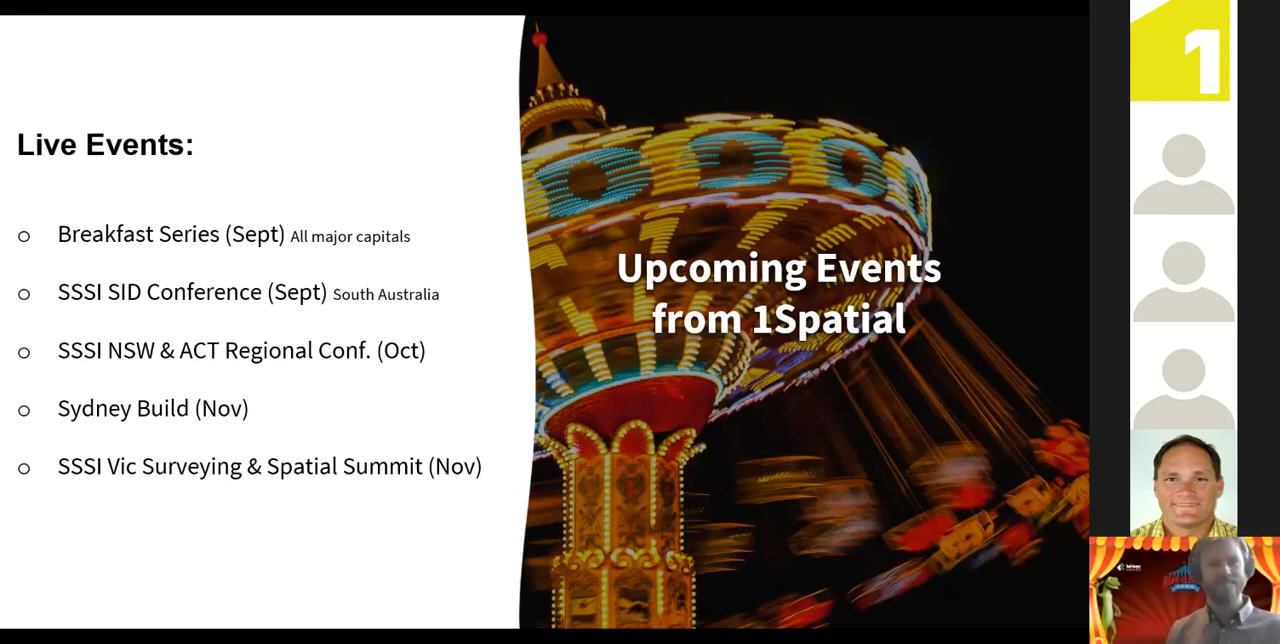 Live Events:
Breakfast Series (Sept) All major capitals
SSSI SID Conference (Sept) South Australia
SSSI NSW & ACT Regional Conf. (Oct)
Sydney Build (Nov)
SSSI Vic Surveying & Spatial Summit (Nov)
Upcoming Events
from 1Spatial
1